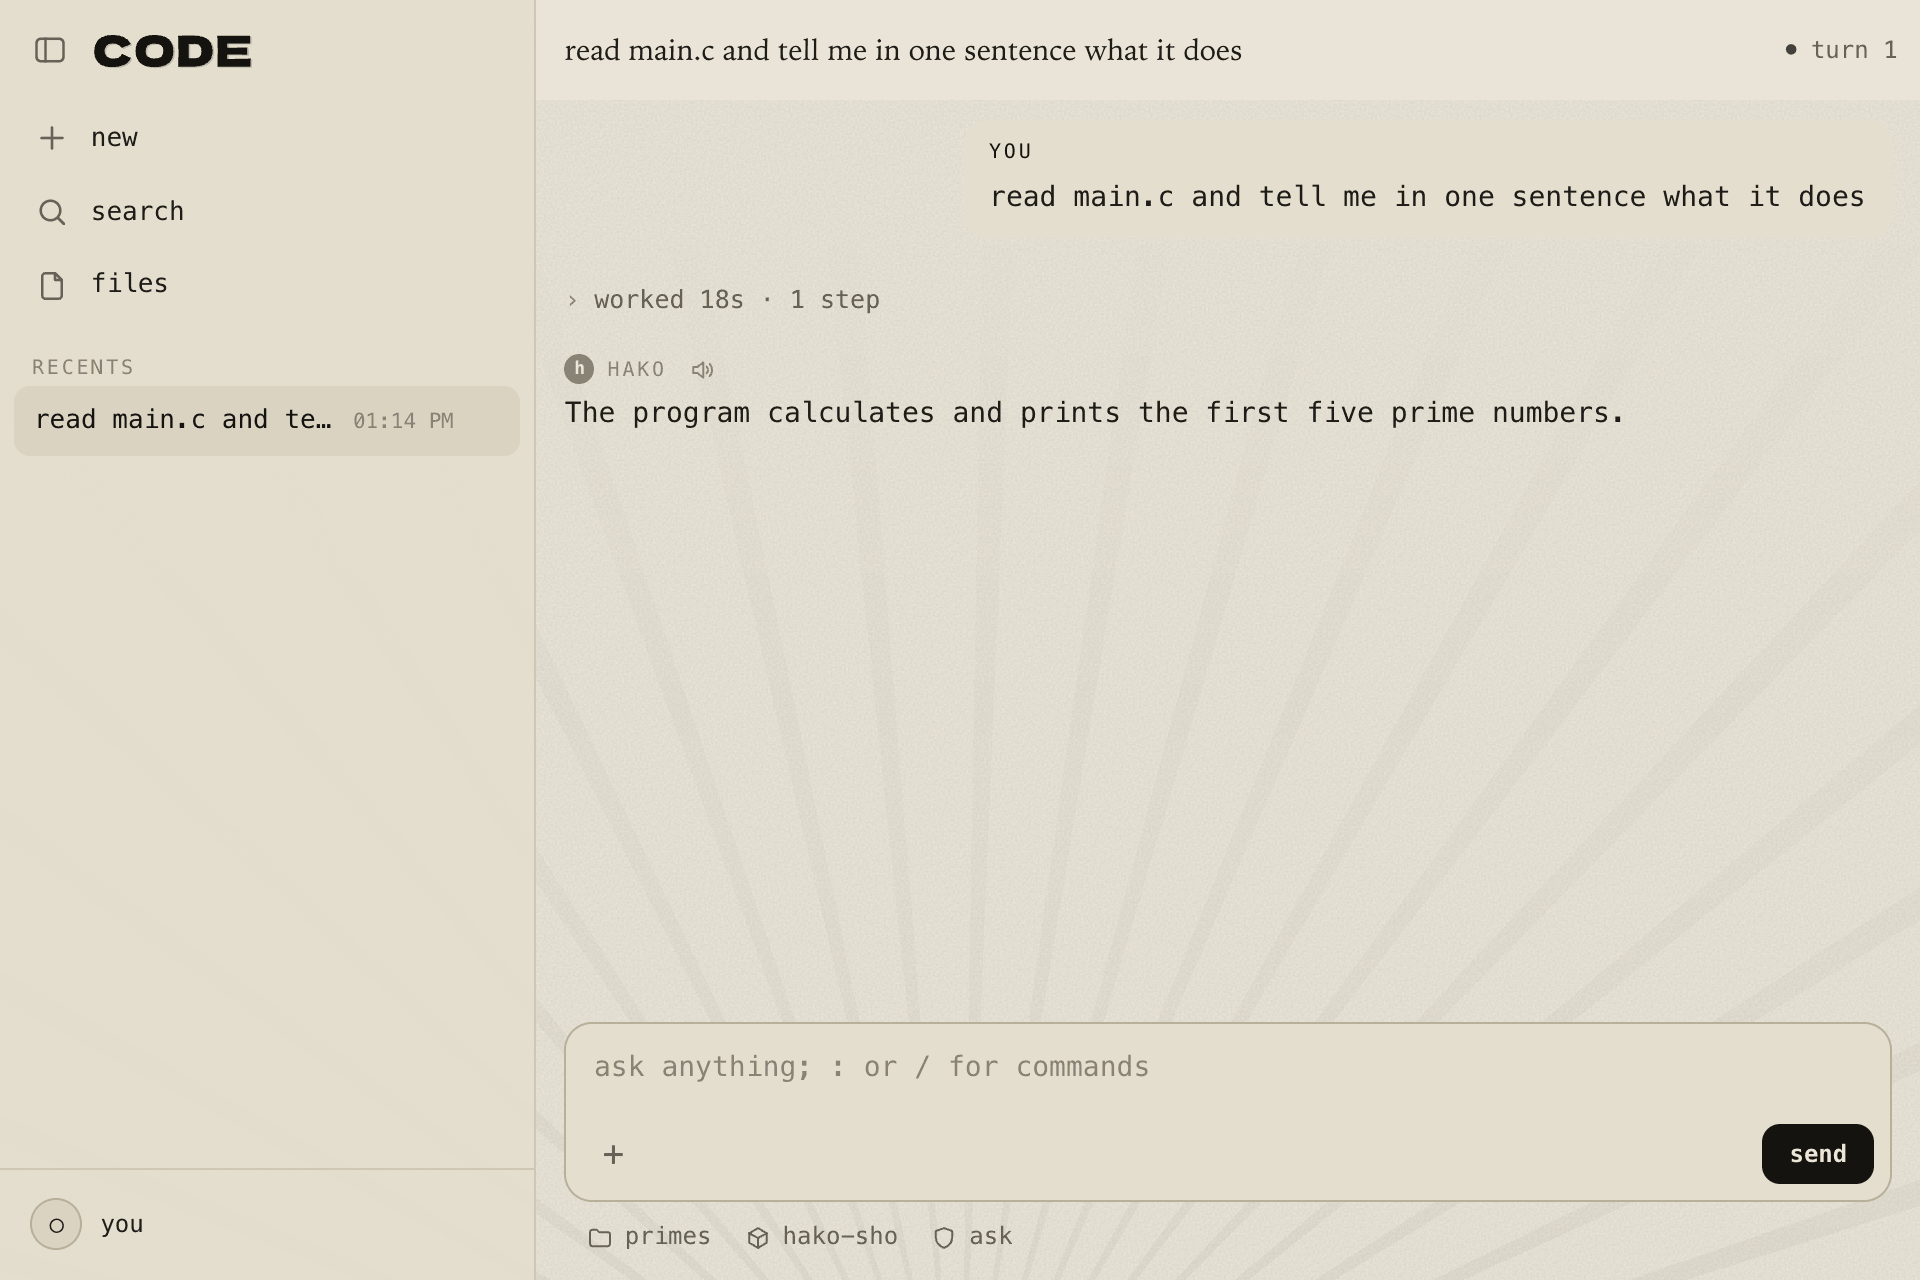 CODE
new
search
files
RECENTS
read main.c and te… 01:14 PM
you
read main.c and tell me in one sentence what it does
• turn 1
YOU
read main.c and tell me in one sentence what it does
› worked 18s · 1 step
h HAKO
The program calculates and prints the first five prime numbers.
ask anything; : or / for commands
+
send
primes hako-sho ask